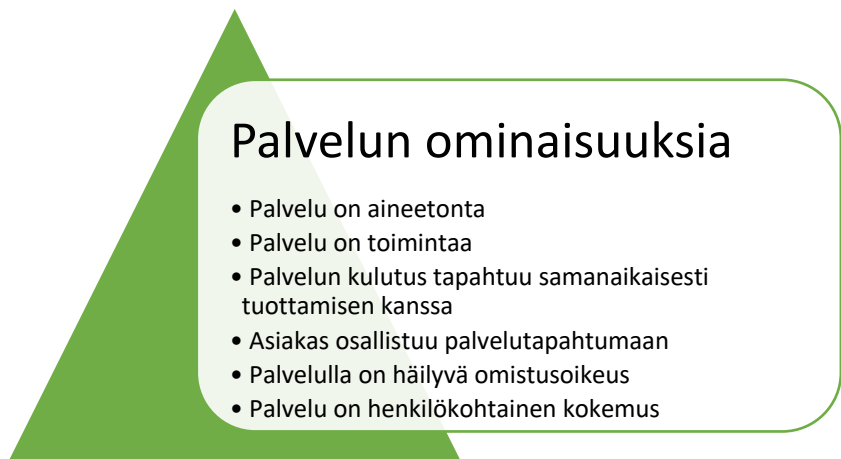 Palvelun ominaisuuksia
• Palvelu on aineetonta
• Palvelu on toimintaa
• Palvelun kulutus tapahtuu samanaikaisesti
tuottamisen kanssa
• Asiakas osallistuu palvelutapahtumaan
• Palvelulla on häilyvä omistusoikeus
• Palvelu on henkilökohtainen kokemus